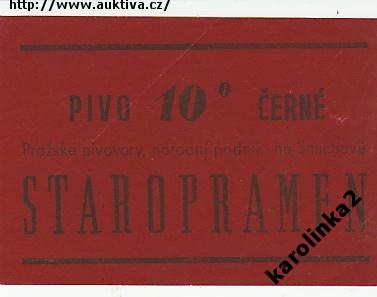 http://www.auktiva.cz/
PIVO 10° ČERNÉ
Pražské pivovary, národní podnik na Smíchově
STAROPRAMEN
karolinka2